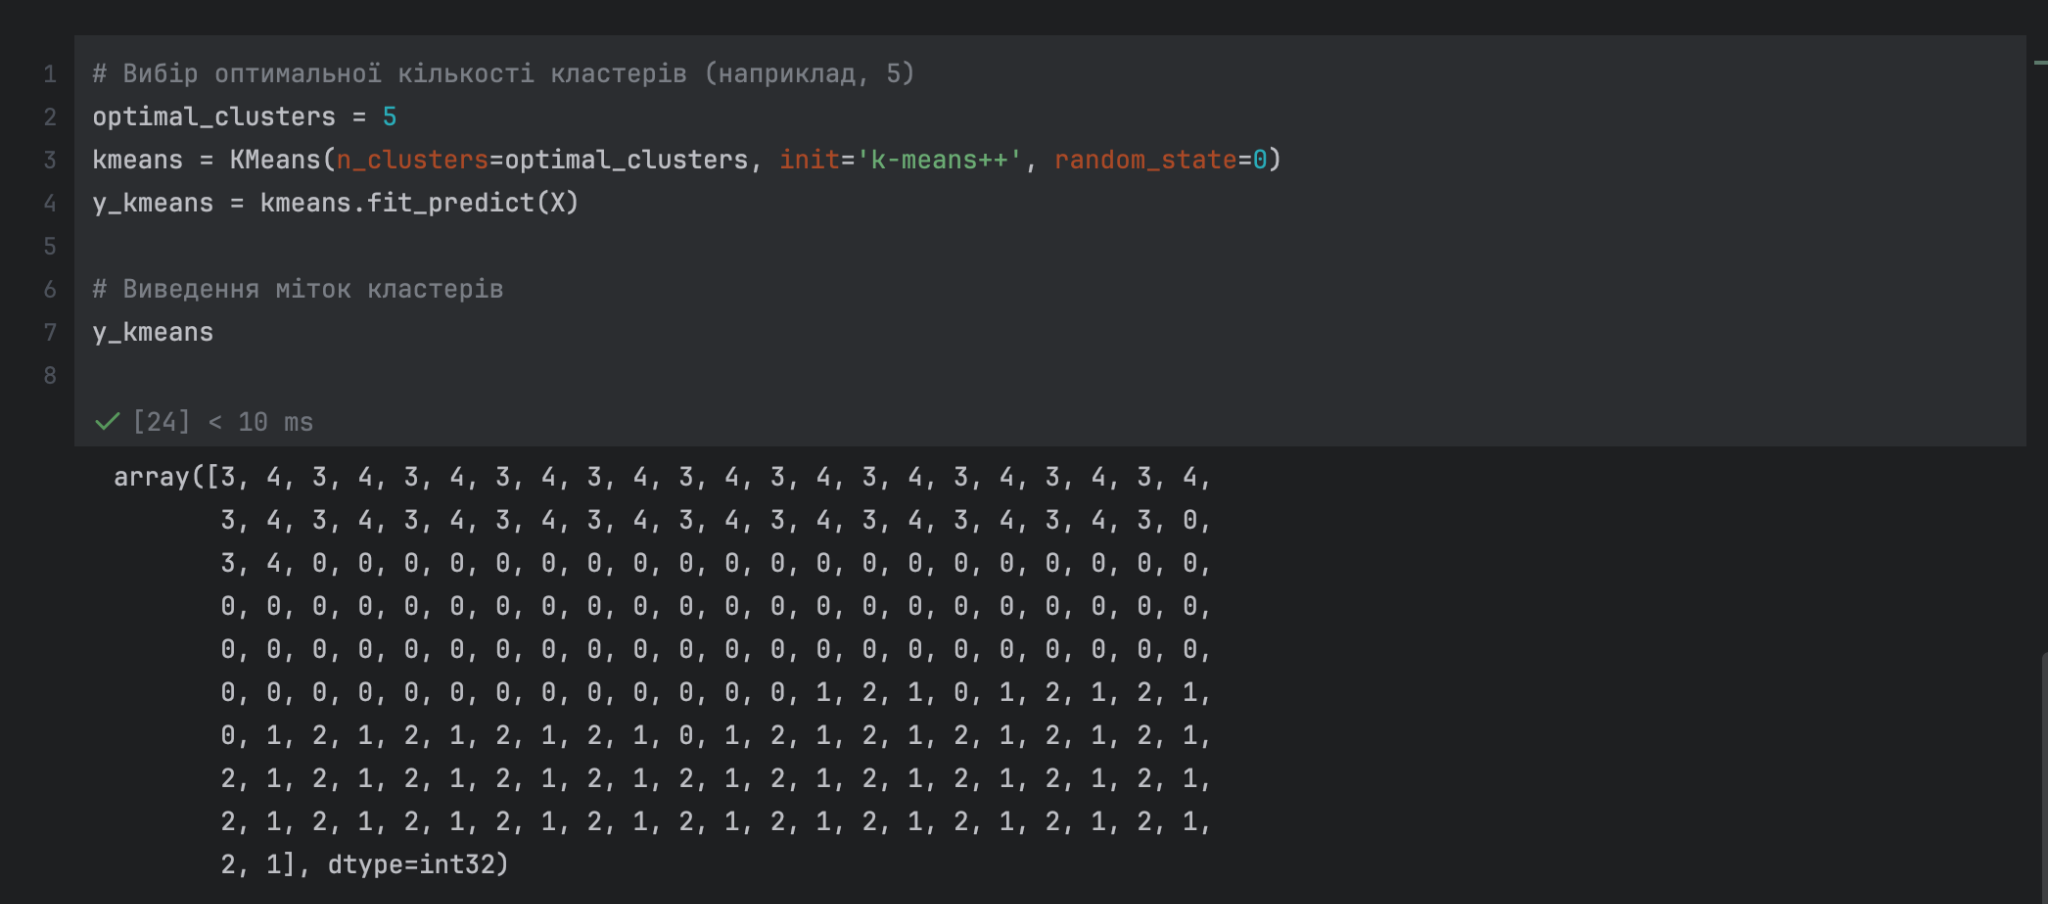 1 # Вибір оптимальної кількості кластерів (наприклад, 5)
2 optimal_clusters = 5
3 kmeans = KMeans(n_clusters=optimal_clusters, init='k-means++', random_state=0)
4 y_kmeans = kmeans.fit_predict(X)
5
6 # Виведення міток кластерів
7 y_kmeans
8
[24] < 10 ms
array([3, 4, 3, 4, 3, 4, 3, 4, 3, 4, 3, 4, 3, 4, 3, 4, 3, 4, 3, 4, 3, 4,
3, 4, 3, 4, 3, 4, 3, 4, 3, 4, 3, 4, 3, 4, 3, 4, 3, 4, 3, 0,
3, 4, 0, 0, 0, 0, 0, 0, 0, 0, 0, 0, 0, 0, 0, 0, 0, 0, 0, 0, 0, 0,
0, 0, 0, 0, 0, 0, 0, 0, 0, 0, 0, 0, 0, 0, 0, 0, 0, 0, 0, 0, 0, 0,
0, 0, 0, 0, 0, 0, 0, 0, 0, 0, 0, 0, 0, 0, 0, 0, 0, 0, 0, 0, 0, 0,
0, 0, 0, 0, 0, 0, 0, 0, 0, 0, 0, 0, 0, 1, 2, 1, 0, 1, 2, 1, 2, 1,
0, 1, 2, 1, 2, 1, 2, 1, 2, 1, 0, 1, 2, 1, 2, 1, 2, 1, 2, 1, 2, 1,
2, 1, 2, 1, 2, 1, 2, 1, 2, 1, 2, 1, 2, 1, 2, 1, 2, 1, 2, 1, 2, 1,
2, 1, 2, 1, 2, 1, 2, 1, 2, 1, 2, 1, 2, 1, 2, 1, 2, 1, 2, 1, 2, 1,
2, 1], dtype=int32)